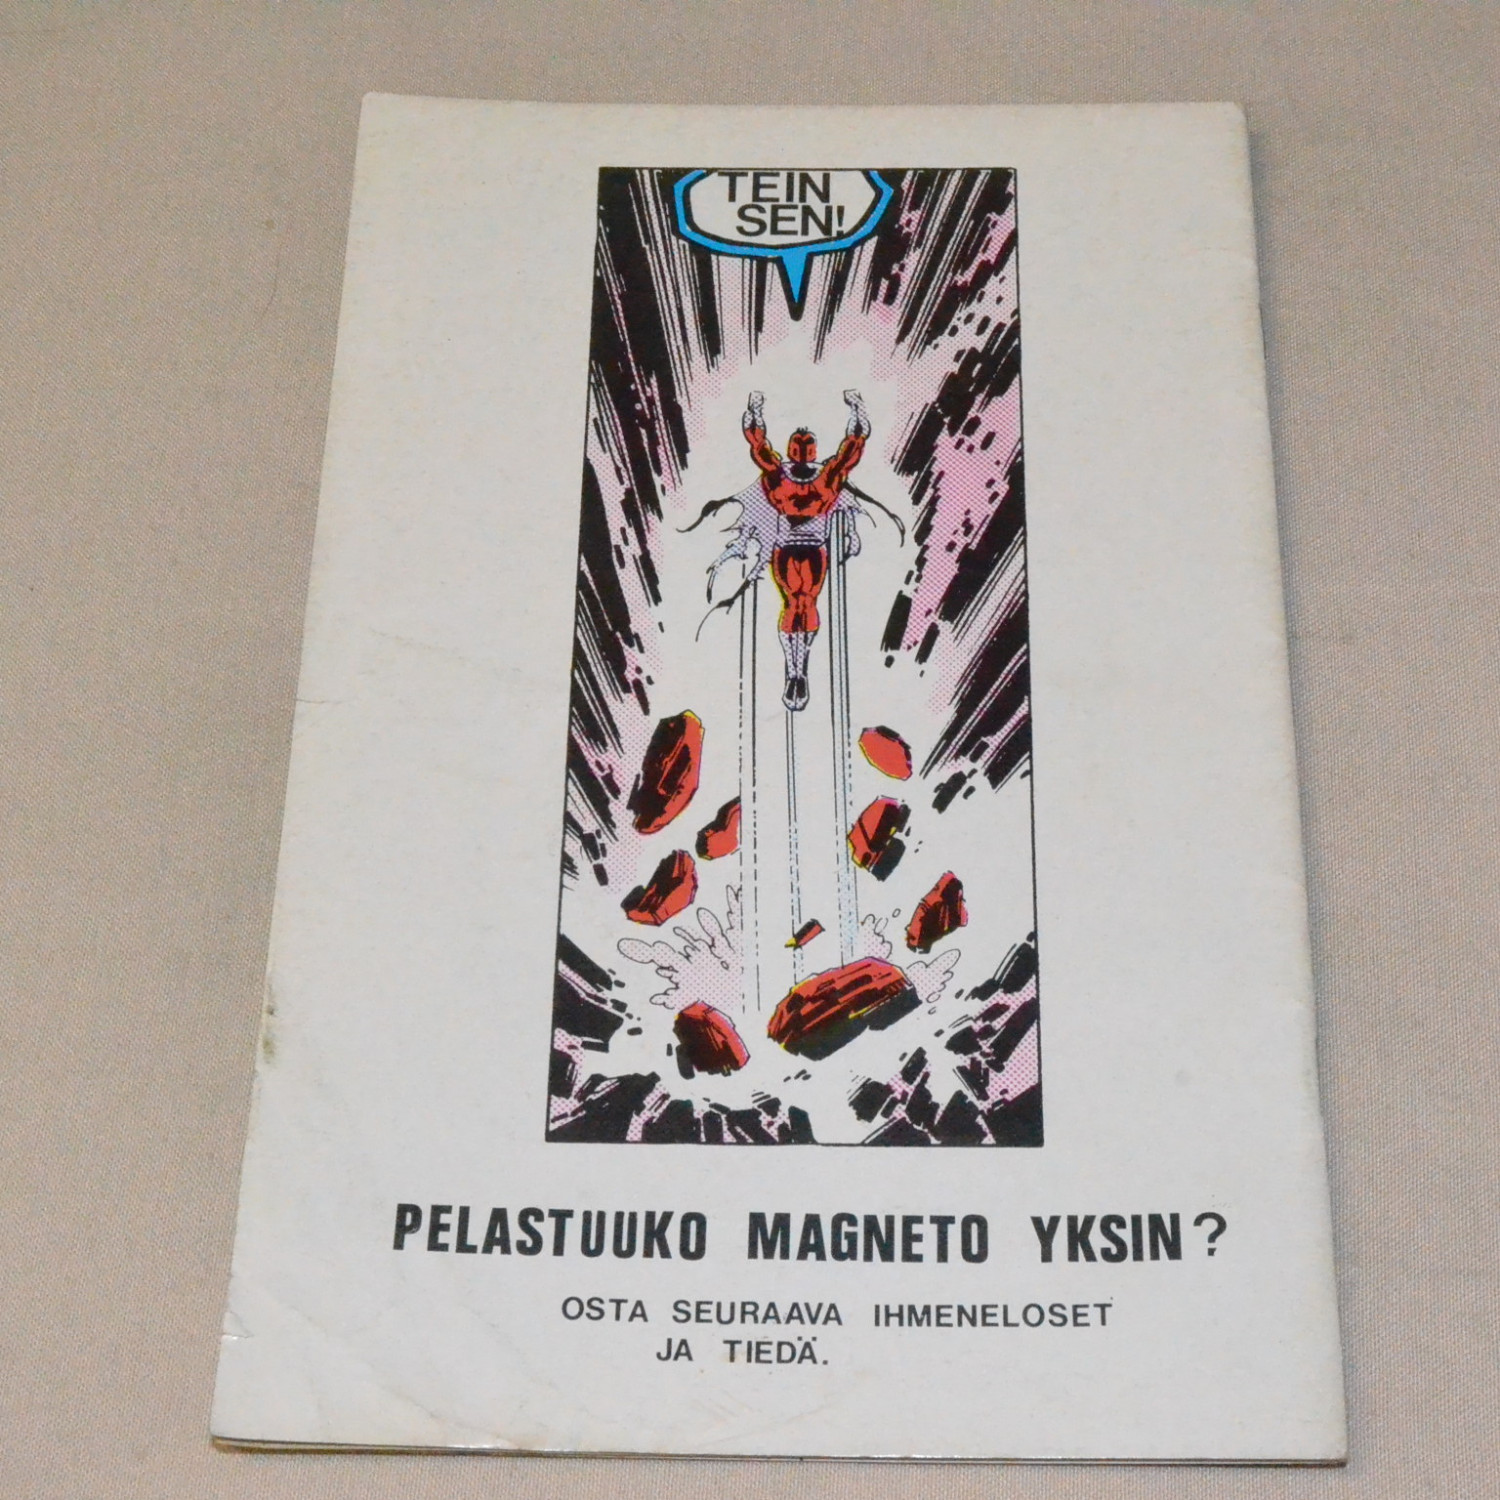 TEIN
SEN!
PELASTUUKO MAGNETO YKSIN?
OSTA SEURAAVA IHMENELOSET
JA TIEDÄ.